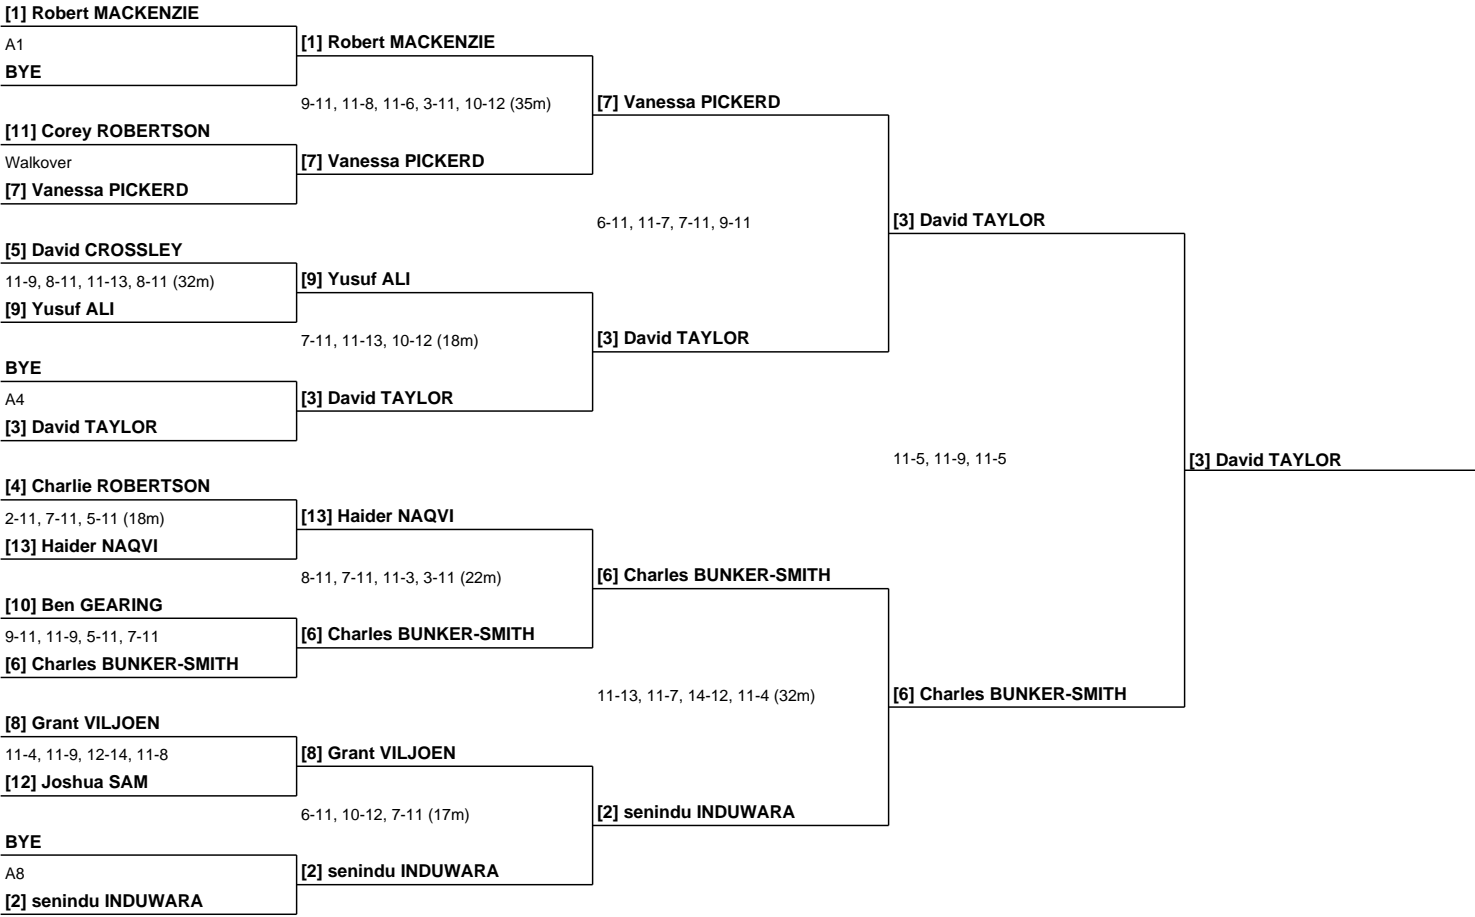 [1] Robert MACKENZIE
A1
BYE
[11] Corey ROBERTSON
Walkover
[7] Vanessa PICKERD
[5] David CROSSLEY
11-9, 8-11, 11-13, 8-11 (32m)
[9] Yusuf ALI
BYE
A4
[3] David TAYLOR
[4] Charlie ROBERTSON
2-11, 7-11, 5-11 (18m)
[13] Haider NAQVI
[10] Ben GEARING
9-11, 11-9, 5-11, 7-11
[6] Charles BUNKER-SMITH
[8] Grant VILJOEN
11-4, 11-9, 12-14, 11-8
[12] Joshua SAM
BYE
A8
[2] senindu INDUWARA
[1] Robert MACKENZIE
9-11, 11-8, 11-6, 3-11, 10-12 (35m)
[7] Vanessa PICKERD
[9] Yusuf ALI
7-11, 11-13, 10-12 (18m)
[3] David TAYLOR
[13] Haider NAQVI
8-11, 7-11, 11-3, 3-11 (22m)
[6] Charles BUNKER-SMITH
[8] Grant VILJOEN
6-11, 10-12, 7-11 (17m)
[2] senindu INDUWARA
[7] Vanessa PICKERD
6-11, 11-7, 7-11, 9-11
[3] David TAYLOR
[6] Charles BUNKER-SMITH
11-13, 11-7, 14-12, 11-4 (32m)
[2] senindu INDUWARA
[3] David TAYLOR
11-5, 11-9, 11-5
[6] Charles BUNKER-SMITH
[3] David TAYLOR